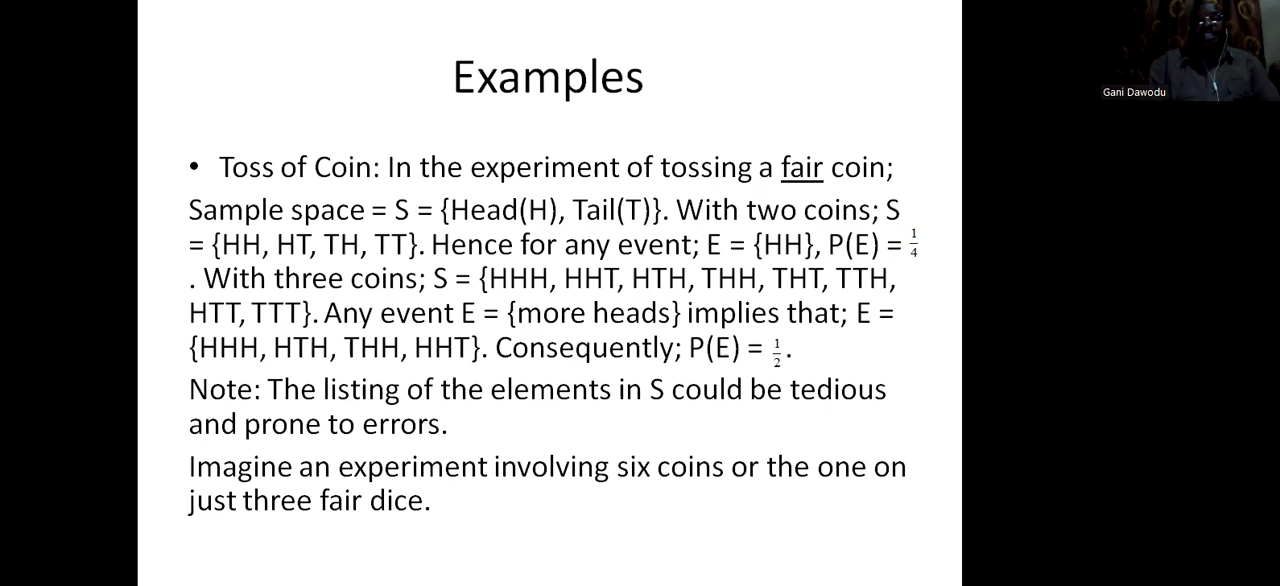 Examples
Gani Dawodu
• Toss of Coin: In the experiment of tossing a fair coin;
Sample space = S = {Head(H), Tail(T)}. With two coins; S
= {HH, HT, TH, TT}. Hence for any event; E = {HH}, P(E) = 1/4
. With three coins; S = {HHH, HHT, HTH, THH, THT, TTH,
HTT, TTT}. Any event E = {more heads} implies that; E =
{HHH, HTH, THH, HHT}. Consequently; P(E) = 1/2.
Note: The listing of the elements in S could be tedious
and prone to errors.
Imagine an experiment involving six coins or the one on
just three fair dice.